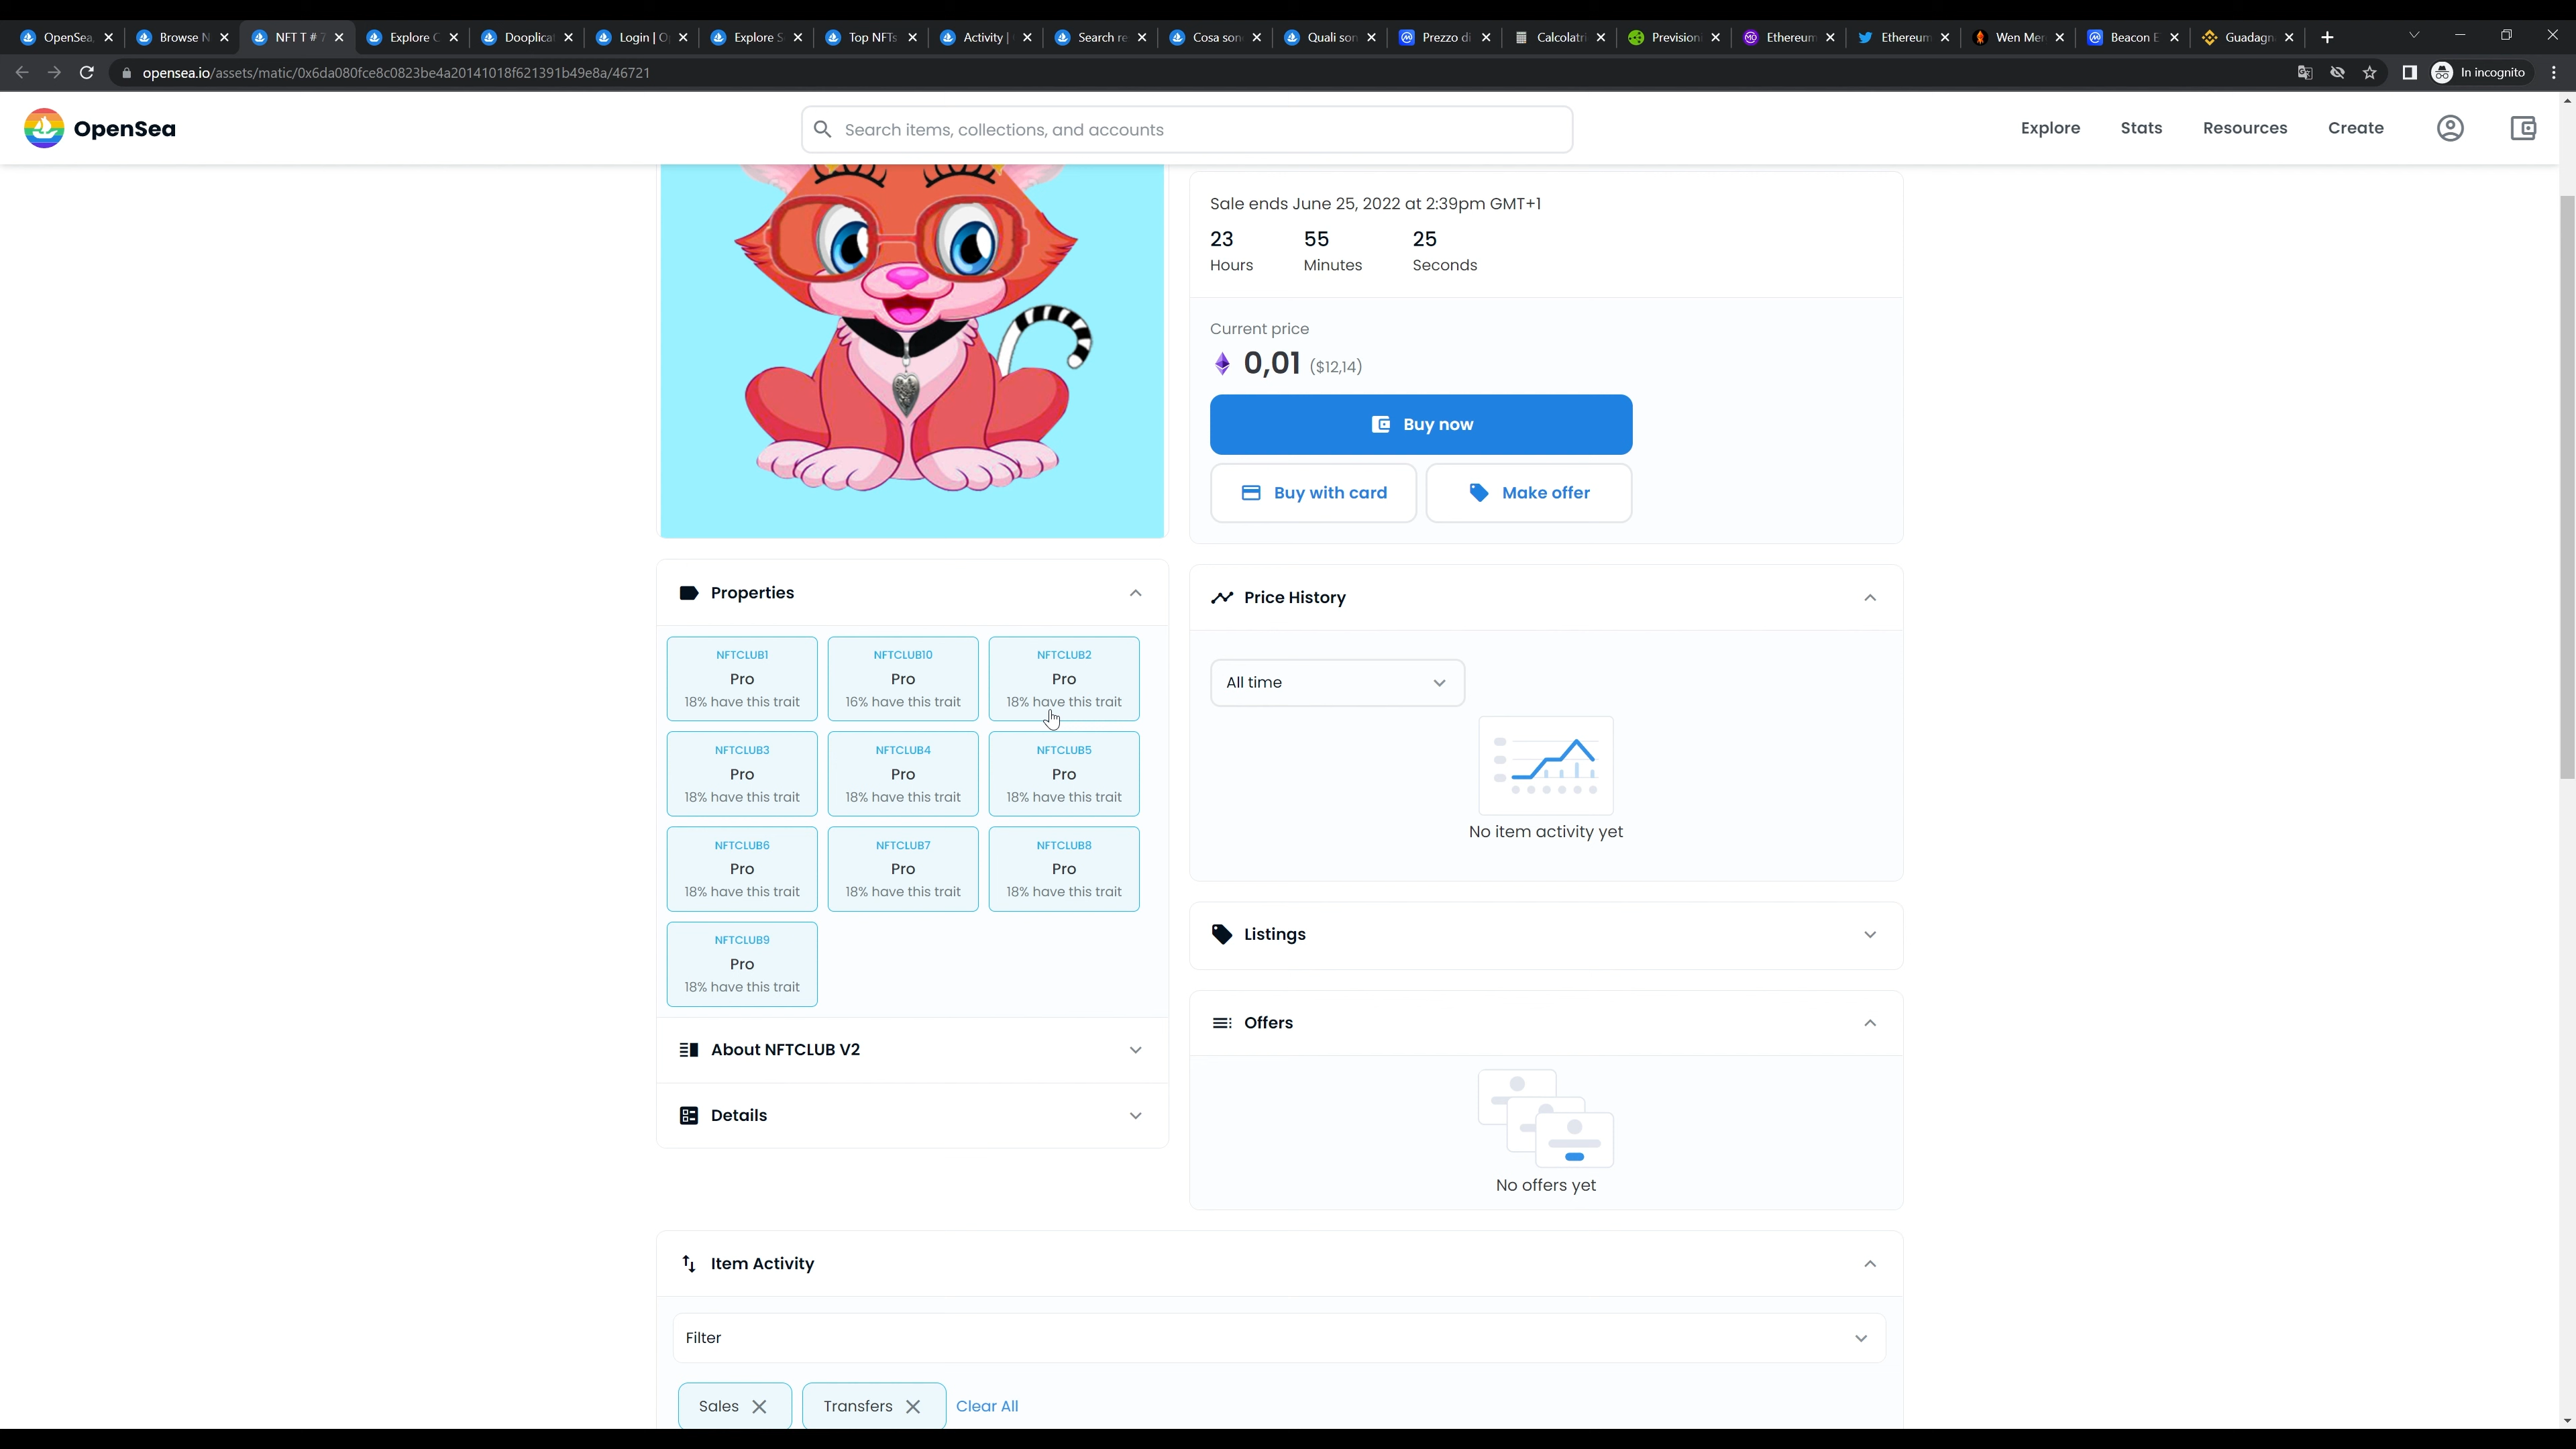 OpenSea,
Browse N
NFT T # 7
Explore C
Dooplicat
Login | O
Explore S
Top NFTs
Activity |
Search re
Cosa son
Quali son
Prezzo di
Calcolatri
Prevision
Ethereum
Ethereum
Wen Mer
Beacon E
Guadagn
opensea.io/assets/matic/0x6da080fce8c0823be4a20141018f621391b49e8a/46721
In incognito
OpenSea
Search items, collections, and accounts
Explore
Stats
Resources
Create
Sale ends June 25, 2022 at 2:39pm GMT+1
23 55 25
Hours Minutes Seconds
Current price
0,01 ($12,14)
Buy now
Buy with card
Make offer
Properties
NFTCLUB1
Pro
18% have this trait
NFTCLUB10
Pro
16% have this trait
NFTCLUB2
Pro
18% have this trait
NFTCLUB3
Pro
18% have this trait
NFTCLUB4
Pro
18% have this trait
NFTCLUB5
Pro
18% have this trait
NFTCLUB6
Pro
18% have this trait
NFTCLUB7
Pro
18% have this trait
NFTCLUB8
Pro
18% have this trait
NFTCLUB9
Pro
18% have this trait
About NFTCLUB V2
Details
Price History
All time
No item activity yet
Listings
Offers
No offers yet
Item Activity
Filter
Sales
Transfers
Clear All